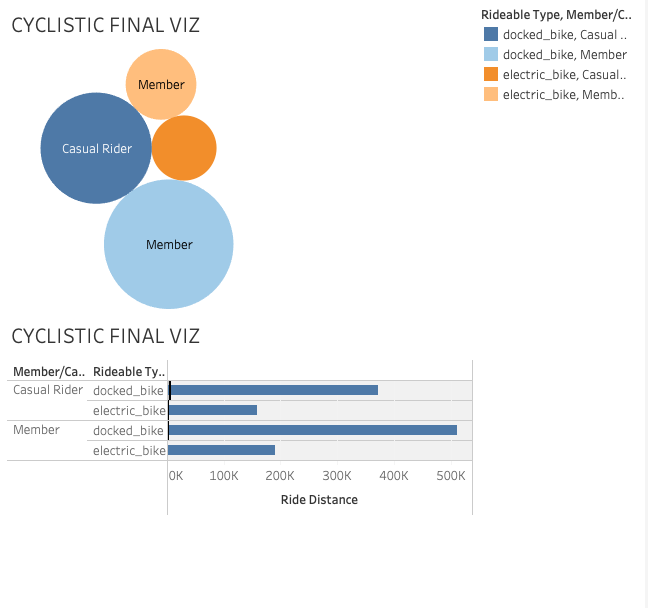 CYCLISTIC FINAL VIZ
Rideable Type, Member/C..
docked_bike, Casual ..
docked_bike, Member
electric_bike, Casual..
electric_bike, Memb..
Member
Casual Rider
Member
CYCLISTIC FINAL VIZ
Member/Ca.. Rideable Ty..
Casual Rider docked_bike
electric_bike
Member docked_bike
electric_bike
0K 100K 200K 300K 400K 500K
Ride Distance